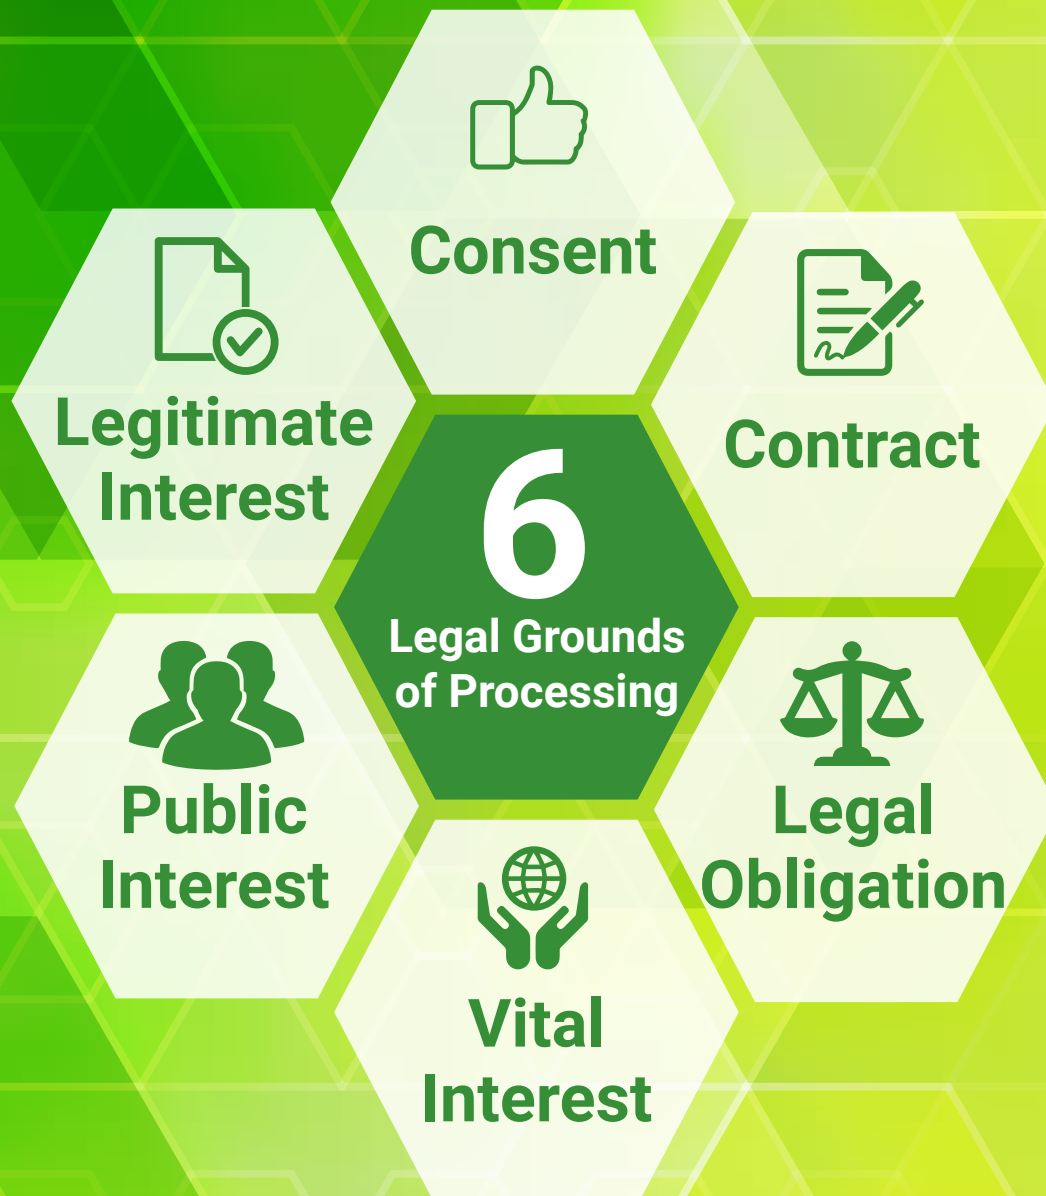 Consent
Contract
Legitimate
Interest
6
Legal Grounds
of Processing
Public
Interest
Legal
Obligation
Vital
Interest